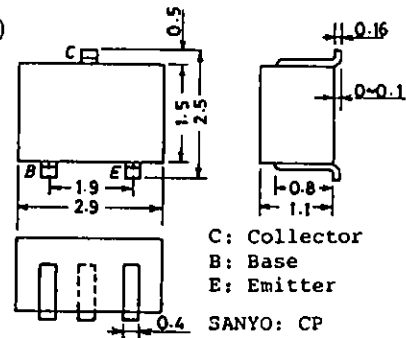 )
0.5
0.16
C
1.5
2.5
0~0.1
B
E
1.9
2.9
0.8
1.1
C: Collector
B: Base
E: Emitter
0.4
SANYO: CP